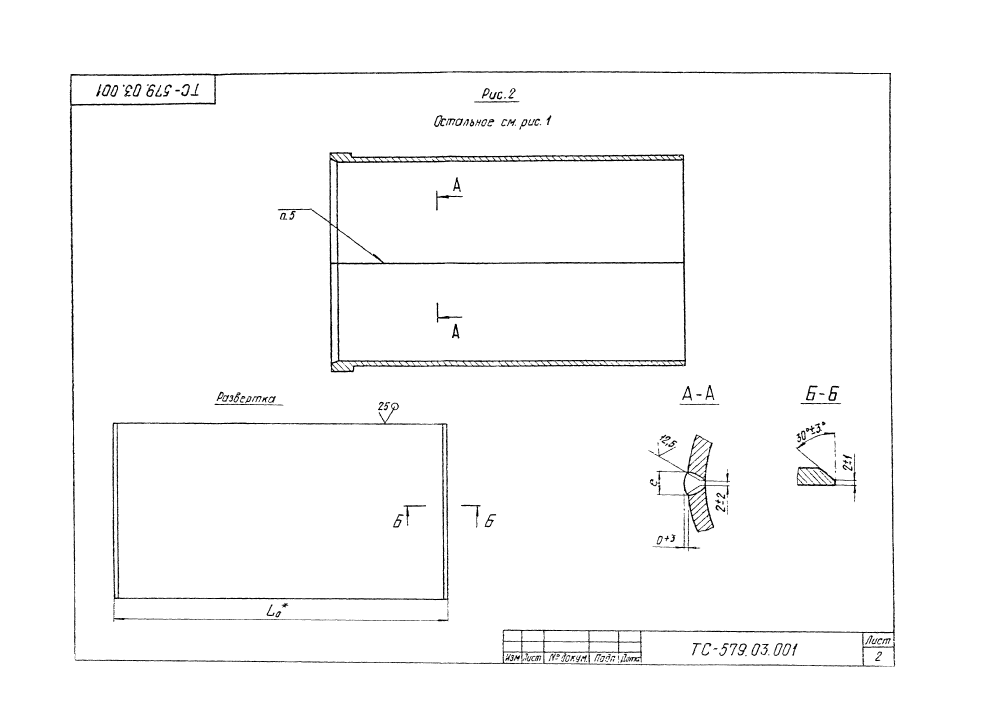 ТС-579.03.001
Рис. 2
Остальное см. рис. 1
А
п.5
А
Развертка
25
Б Б
L₀*
А-А
12,5
с
2±2
0⁺³
Б-Б
30°±3°
2±1
Изм Лист № докум. Подп. Дата
ТС-579.03.001
Лист
2